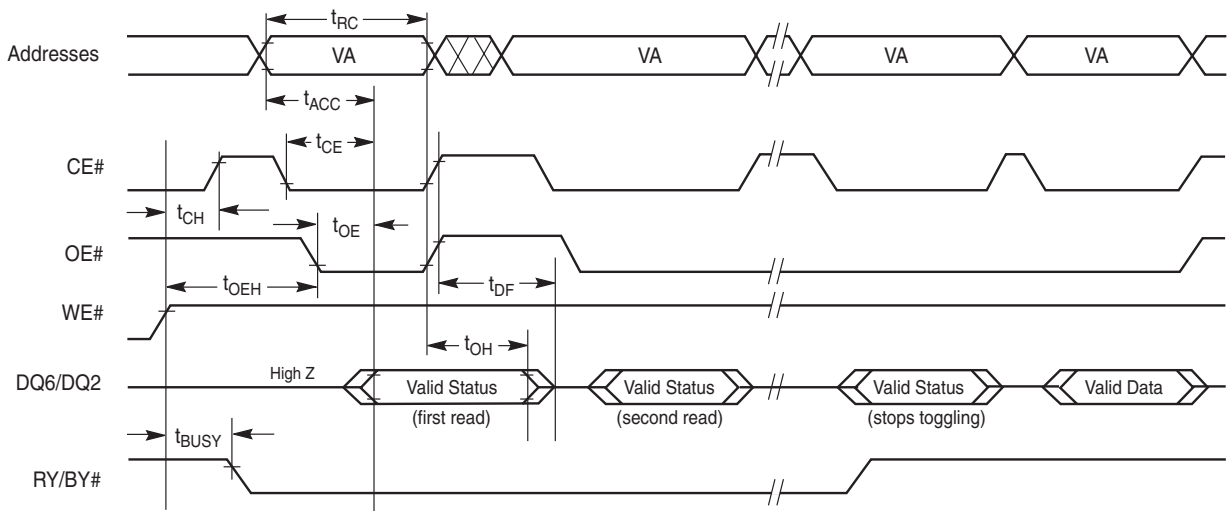 tRC
Addresses VA VA VA VA
tACC
tCE
CE#
tCH tOE
OE#
tOEH tDF
WE#
tOH
DQ6/DQ2 High Z Valid Status Valid Status Valid Status Valid Data
(first read) (second read) (stops toggling)
tBUSY
RY/BY#